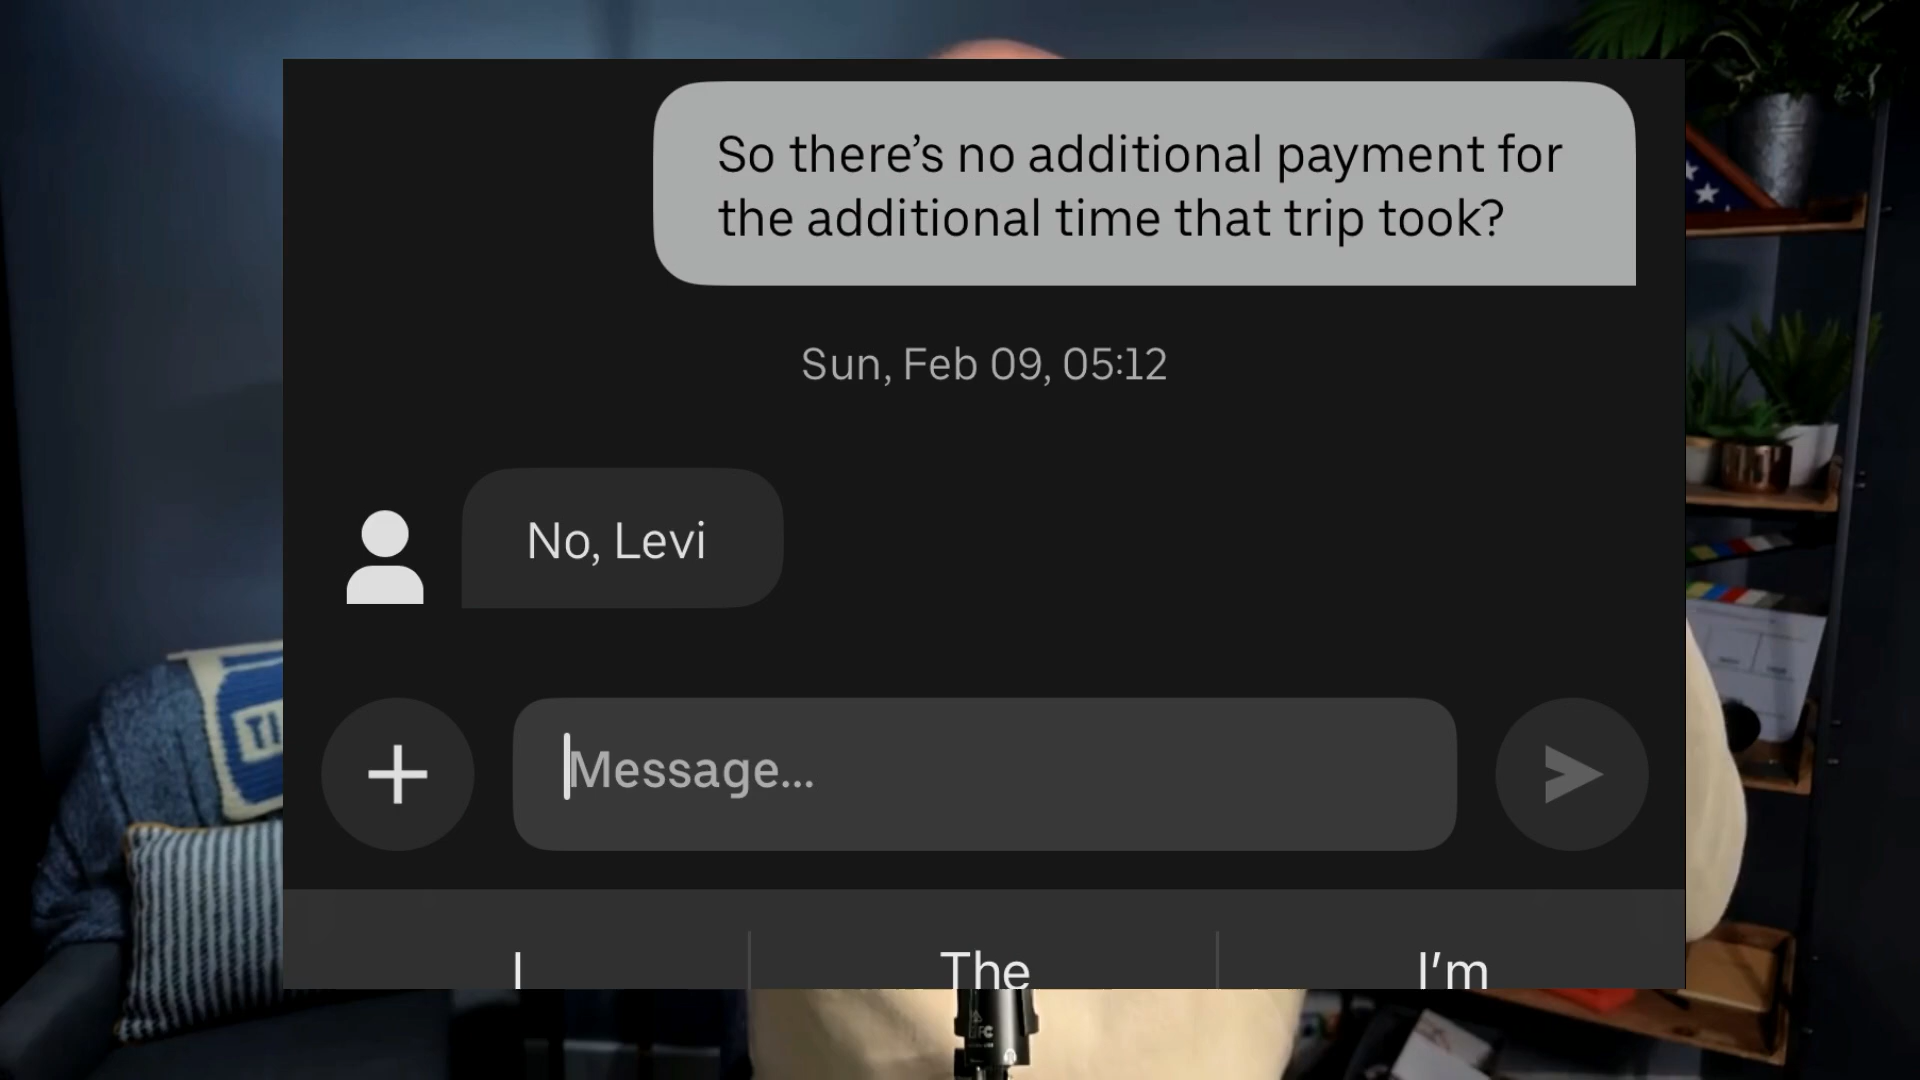 So there’s no additional payment for
the additional time that trip took?
Sun, Feb 09, 05:12
No, Levi
Message...
I
The
I’m